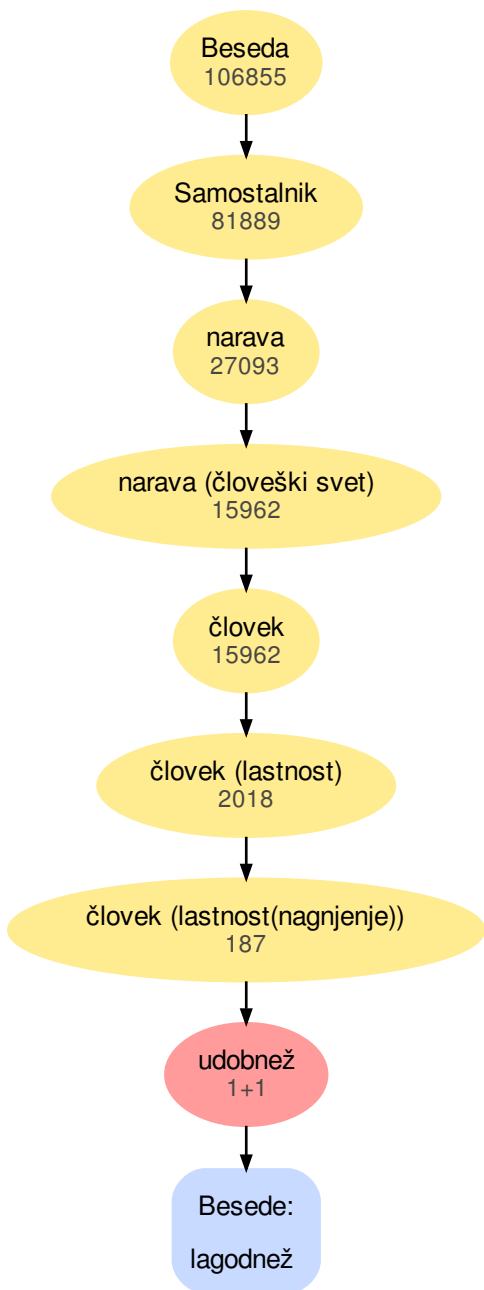 Beseda
106855
Samostalnik
81889
narava
27093
narava (človeški svet)
15962
človek
15962
človek (lastnost)
2018
človek (lastnost(nagnjenje))
187
udobnež
1+1
Besede:
lagodnež